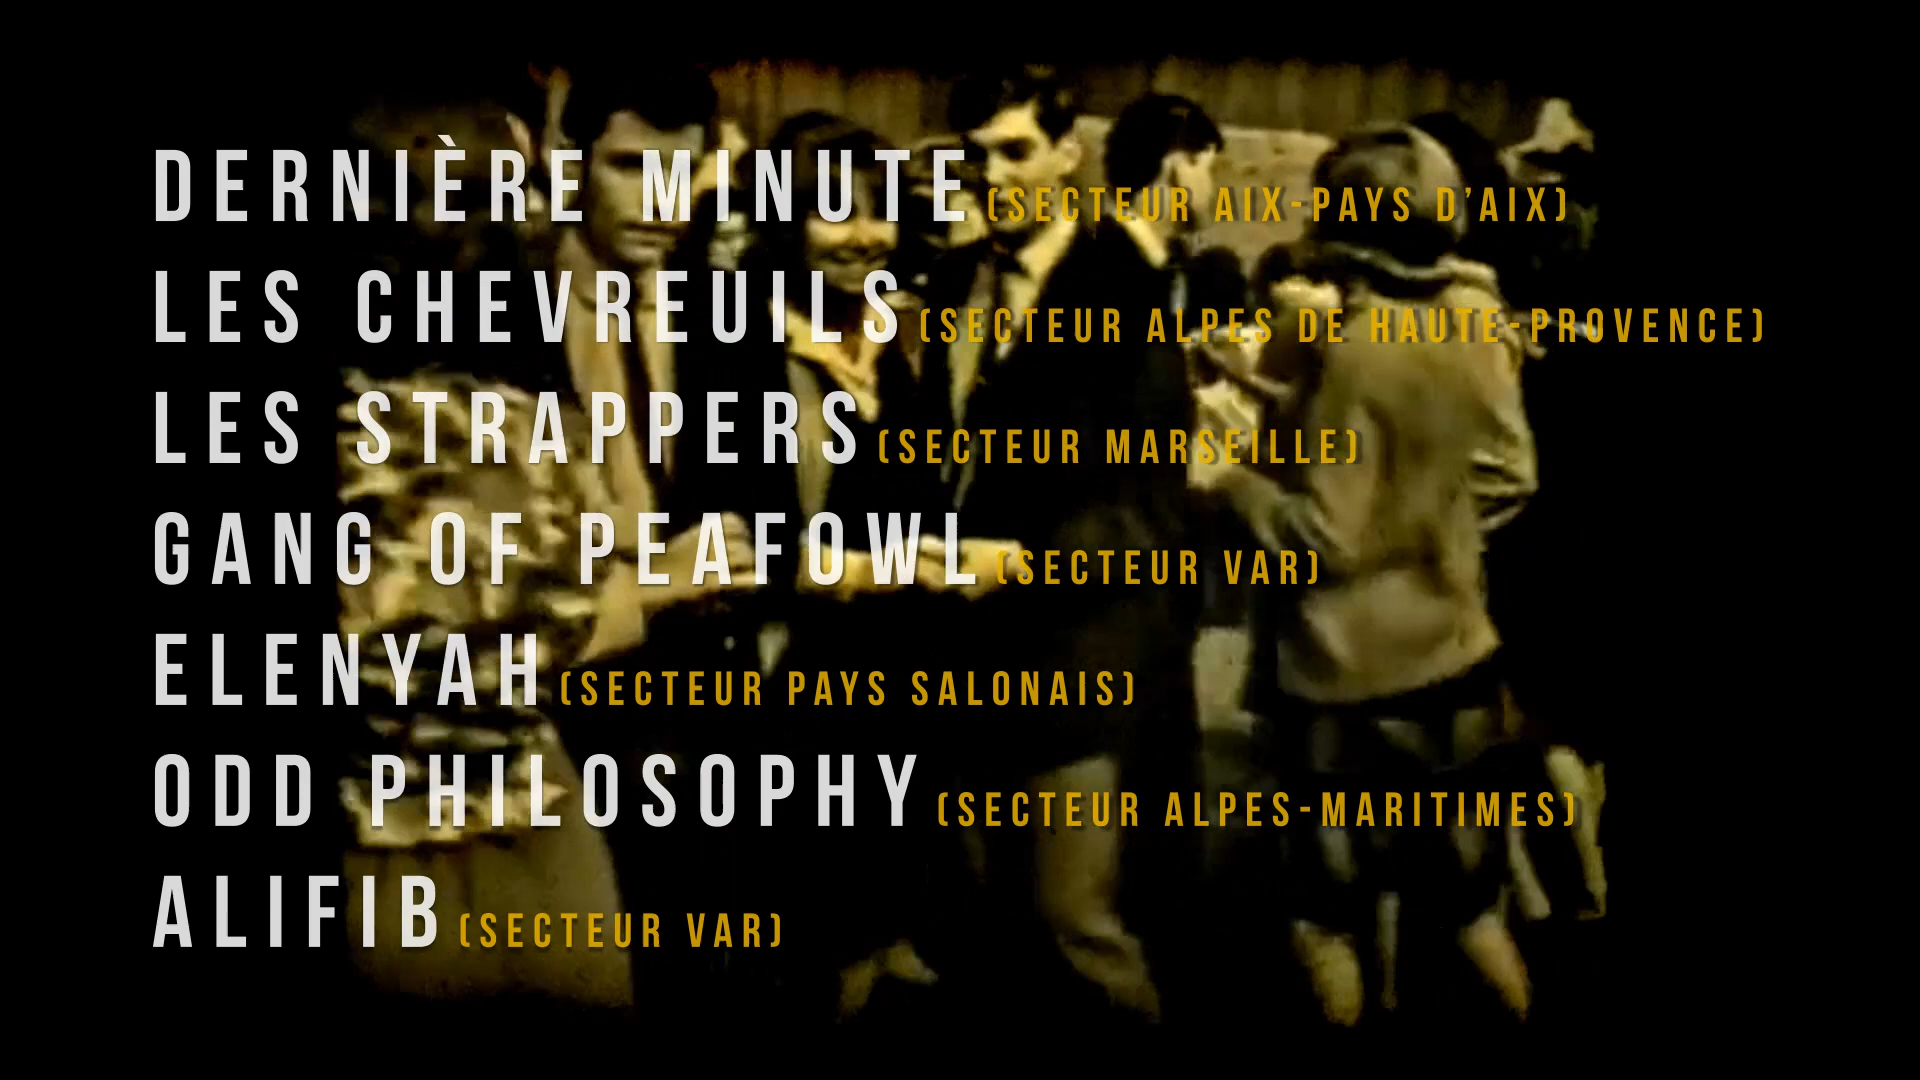 DERNIÈRE MINUTE (SECTEUR AIX-PAYS D’AIX)
LES CHEVREUILS (SECTEUR ALPES DE HAUTE-PROVENCE)
LES STRAPPERS (SECTEUR MARSEILLE)
GANG OF PEAFOWL (SECTEUR VAR)
ELENYAH (SECTEUR PAYS SALONAIS)
ODD PHILOSOPHY (SECTEUR ALPES-MARITIMES)
ALIFIB (SECTEUR VAR)